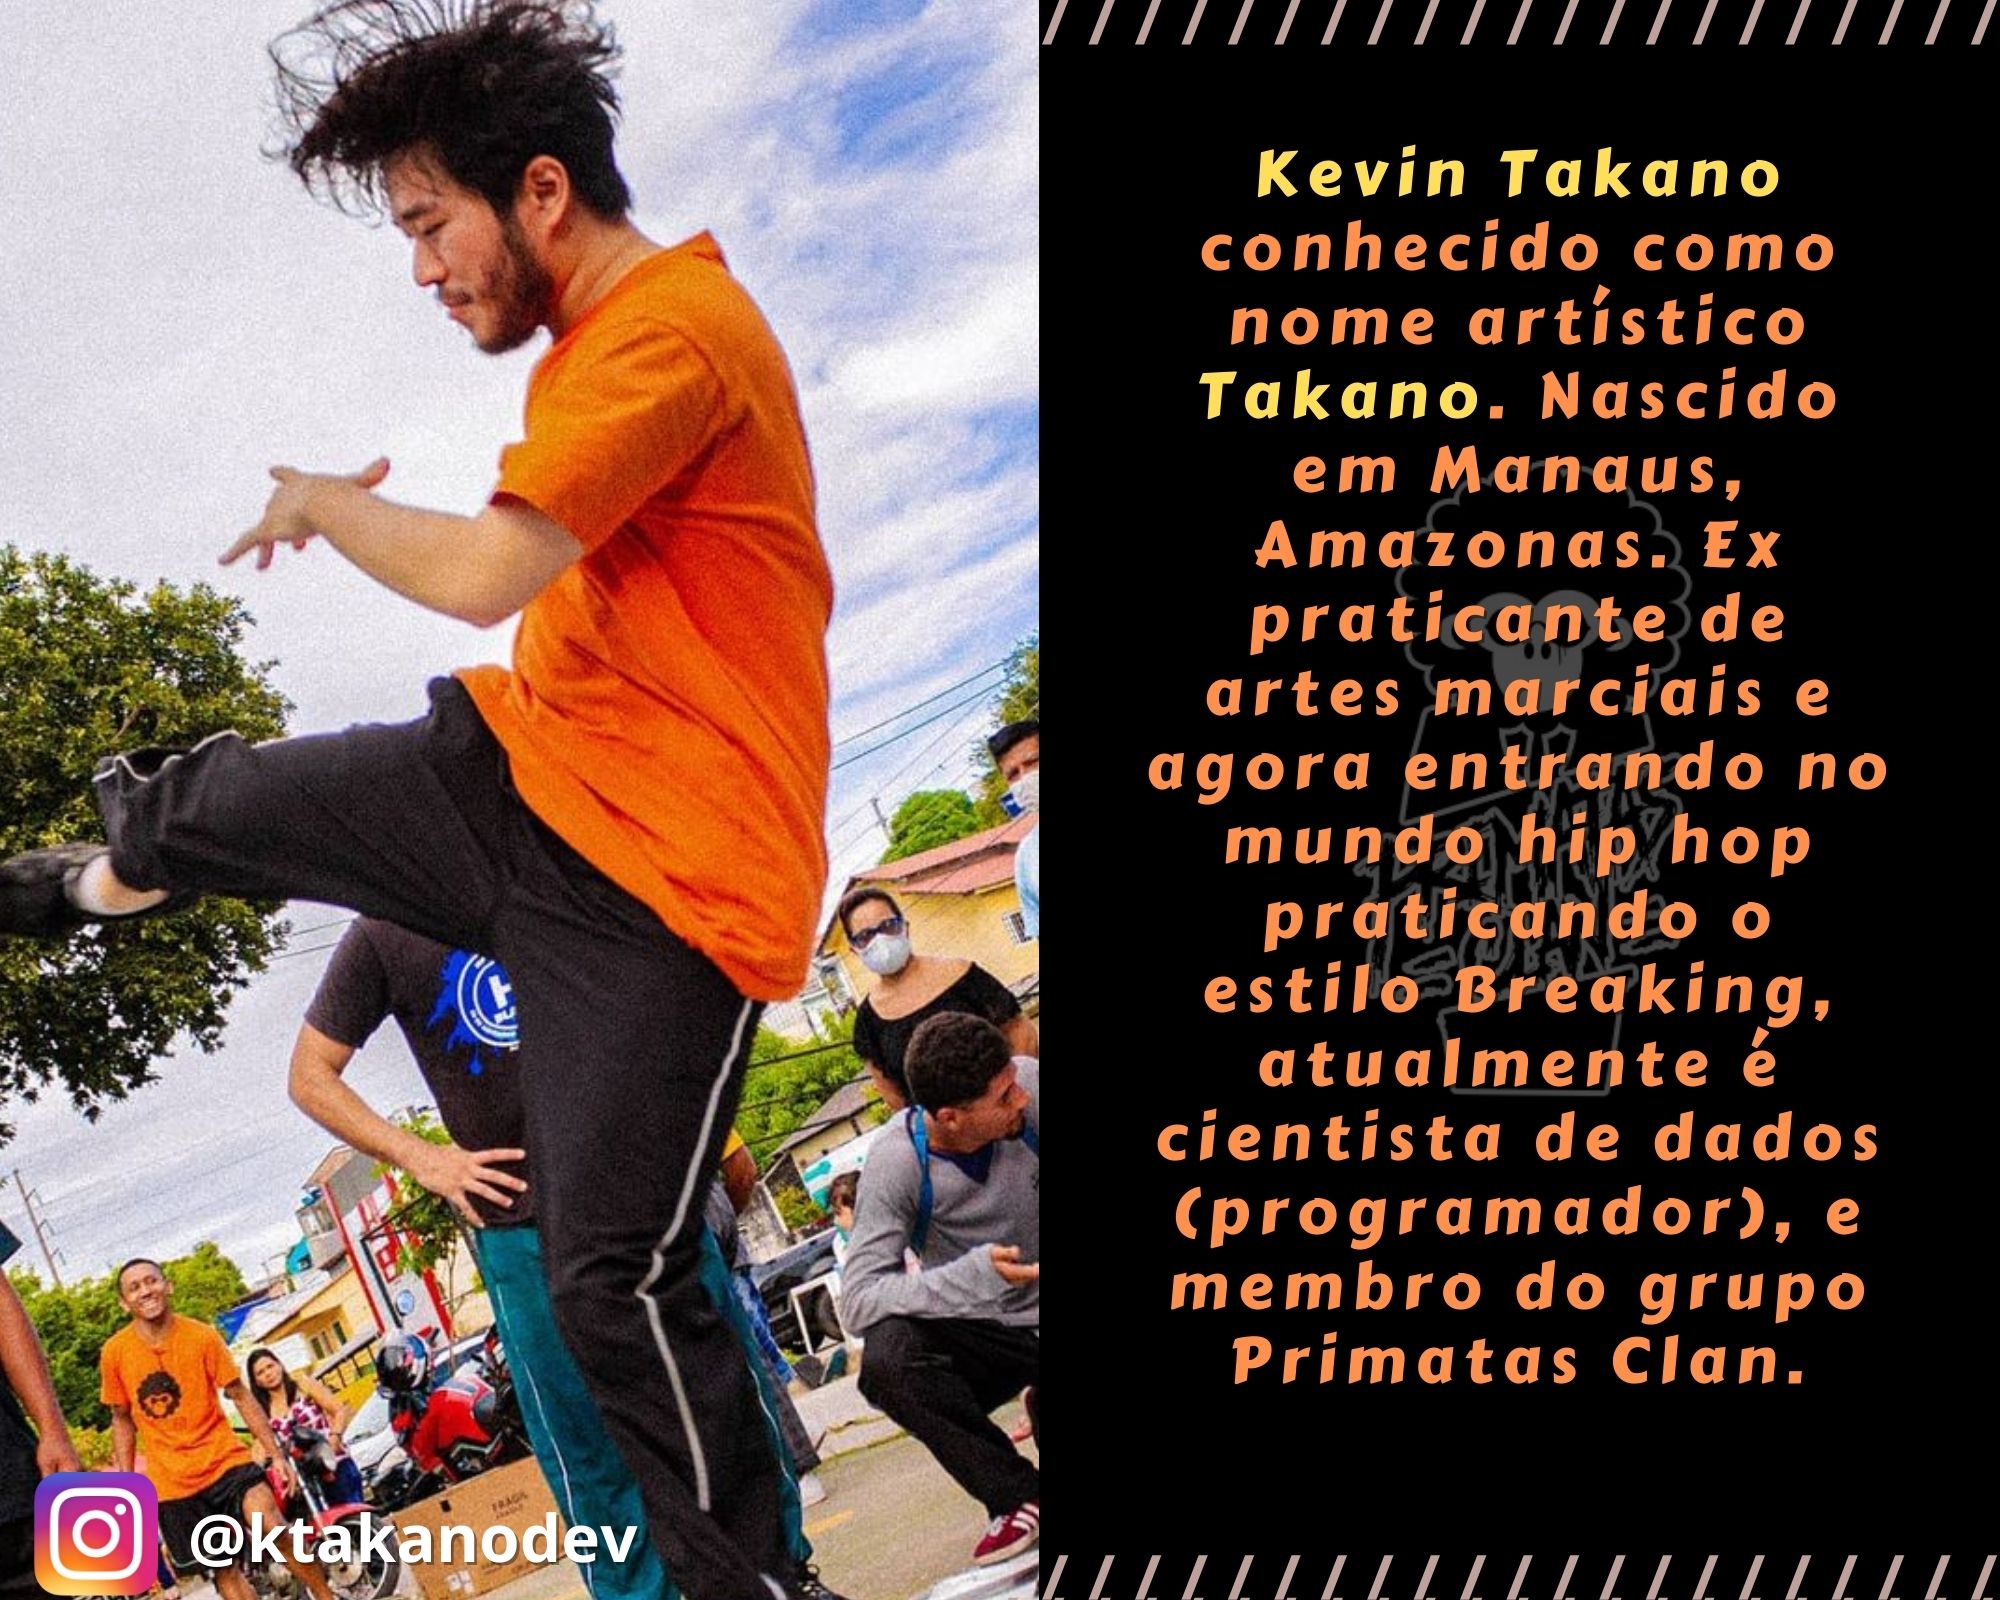 Kevin Takano
conhecido como
nome artístico
Takano. Nascido
em Manaus,
Amazonas. Ex
praticante de
artes marciais e
agora entrando no
mundo hip hop
praticando o
estilo Breaking,
atualmente é
cientista de dados
(programador), e
membro do grupo
Primatas Clan.
FRÁGIL
@ktakanodev